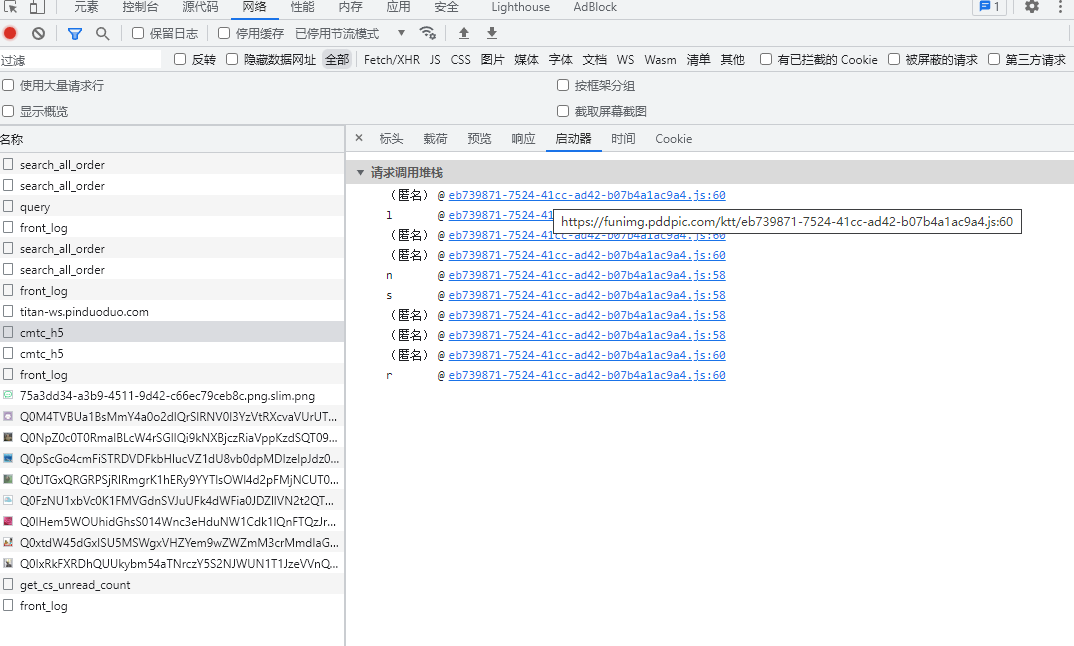 元素 控制台 源代码 网络 性能 内存 应用 安全 Lighthouse AdBlock 1
保留日志 停用缓存 已停用节流模式
过滤 反转 隐藏数据网址 全部 Fetch/XHR JS CSS 图片 媒体 字体 文档 WS Wasm 清单 其他 有已拦截的 Cookie 被屏蔽的请求 第三方请求
使用大量请求行 按框架分组
显示概览 截取屏幕截图
名称 × 标头 载荷 预览 响应 启动器 时间 Cookie
search_all_order
search_all_order
query
front_log
search_all_order
search_all_order
front_log
titan-ws.pinduoduo.com
cmtc_h5
cmtc_h5
front_log
75a3dd34-a3b9-4511-9d42-c66ec79ceb8c.png.slim.png
Q0M4TVBUa1BsMmY4a0o2dlQrSlRNV0l3YzVtRXcvaVUrUT...
Q0NpZ0c0T0RmalBLcW4rSGllQi9kNXBjczRiaVppKzdSQT09...
Q0pScGo4cmFiSTRDVDFkbHlucVZ1dU8vb0dpMDlzelpJdz0...
Q0tJTGxQRGRPSjRIRmgrK1hERy9YYTlsOWl4d2pFMjNCUT0...
Q0FzNU1xbVc0K1FMVGdnSVJuUFk4dWFia0JDZllVN2t2QT...
Q0lHem5WOUhidGhsS014Wnc3eHduNW1Cdk1lQnFTQzJr...
Q0xtdW45dGxlSU5MSWgxVHZYem9wZWZmM3crMmdlaG...
Q0lxRkFXRDhQUUkybm54aTNrczY5S2NJWUN1T1JzeVVnQ...
get_cs_unread_count
front_log
请求调用堆栈
（匿名） @ eb739871-7524-41cc-ad42-b07b4a1ac9a4.js:60
l @ eb739871-7524-41
https://funimg.pddpic.com/ktt/eb739871-7524-41cc-ad42-b07b4a1ac9a4.js:60
（匿名） @ eb739871-7524-41cc-ad42-b07b4a1ac9a4.js:60
（匿名） @ eb739871-7524-41cc-ad42-b07b4a1ac9a4.js:60
n @ eb739871-7524-41cc-ad42-b07b4a1ac9a4.js:58
s @ eb739871-7524-41cc-ad42-b07b4a1ac9a4.js:58
（匿名） @ eb739871-7524-41cc-ad42-b07b4a1ac9a4.js:58
（匿名） @ eb739871-7524-41cc-ad42-b07b4a1ac9a4.js:58
（匿名） @ eb739871-7524-41cc-ad42-b07b4a1ac9a4.js:60
r @ eb739871-7524-41cc-ad42-b07b4a1ac9a4.js:60